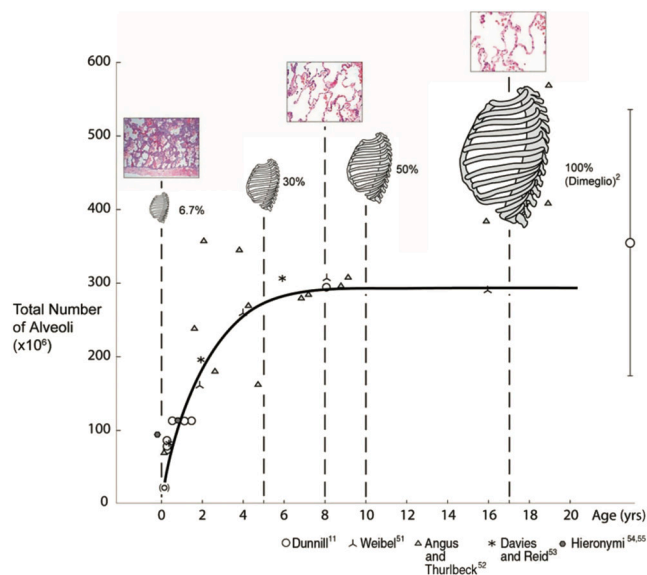 600
500
400
300
200
100
0
Total Number
of Alveoli
(x10⁶)
6.7%
30%
50%
100%
(Dimeglio)²
0 2 4 6 8 10 12 14 16 18 20 Age (yrs)
Dunnill¹¹ Weibel⁵¹ Angus and Thurlbeck⁵² Davies and Reid⁵³ Hieronymi ⁵⁴,⁵⁵